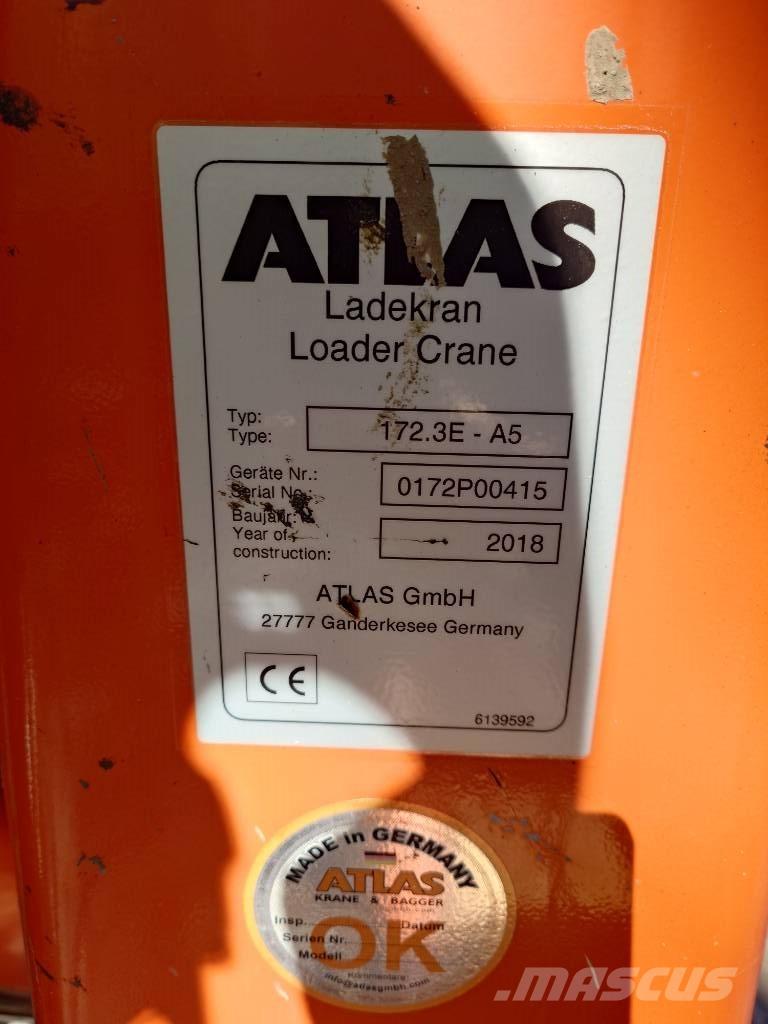 ATLAS
Ladekran
Loader Crane
Typ:
Type: 172.3E - A5
Geräte Nr.:
Serial No.: 0172P00415
Baujahr:
Year of
construction: 2018
ATLAS GmbH
27777 Ganderkesee Germany
CE
6139592
MADE in GERMANY
ATLAS
KRANE & BAGGER
Insp. Datum
Serien Nr.
OK
Modell
Kommentare:
info@atlasgmbh.com
MASCUS